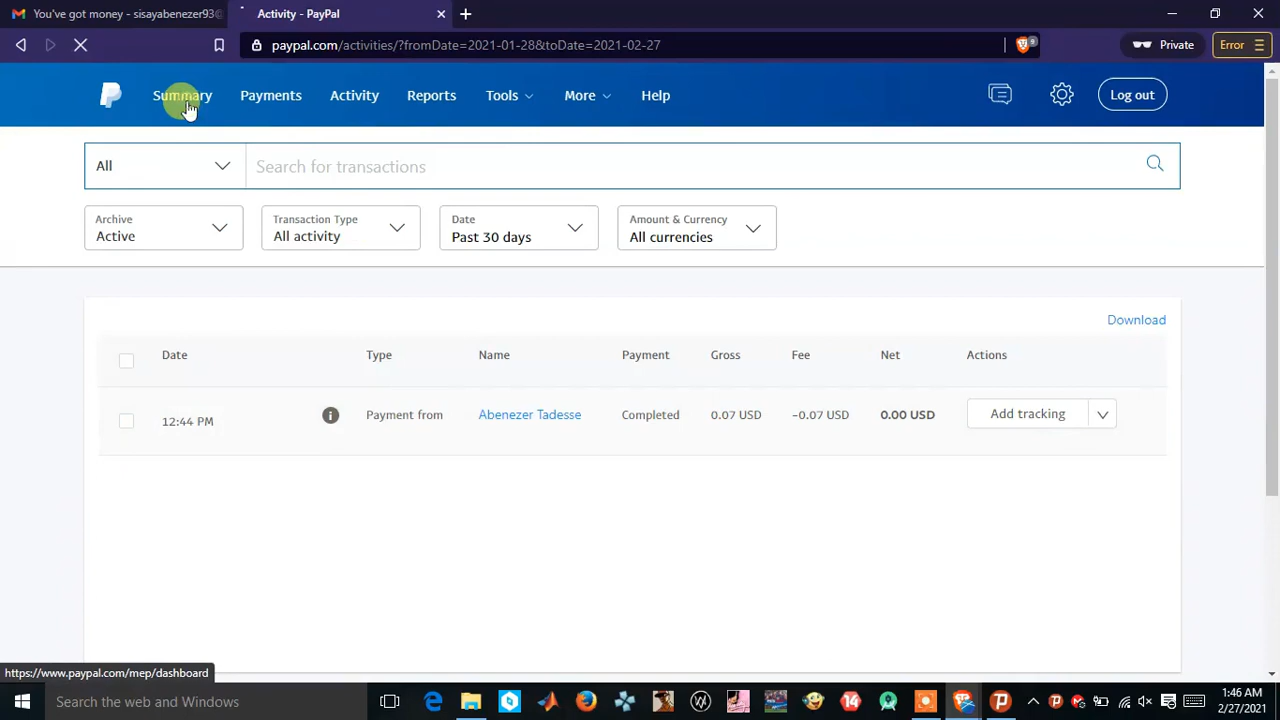 You've got money - sisayabenezer93@
Activity - PayPal
paypal.com/activities/?fromDate=2021-01-28&toDate=2021-02-27
9
Private
Error
Summary
Payments
Activity
Reports
Tools
More
Help
Log out
All
Search for transactions
Archive
Active
Transaction Type
All activity
Date
Past 30 days
Amount & Currency
All currencies
Download
Date Type Name Payment Gross Fee Net Actions
12:44 PM Payment from Abenezer Tadesse Completed 0.07 USD −0.07 USD 0.00 USD Add tracking
https://www.paypal.com/mep/dashboard
Search the web and Windows
14
1:46 AM
2/27/2021